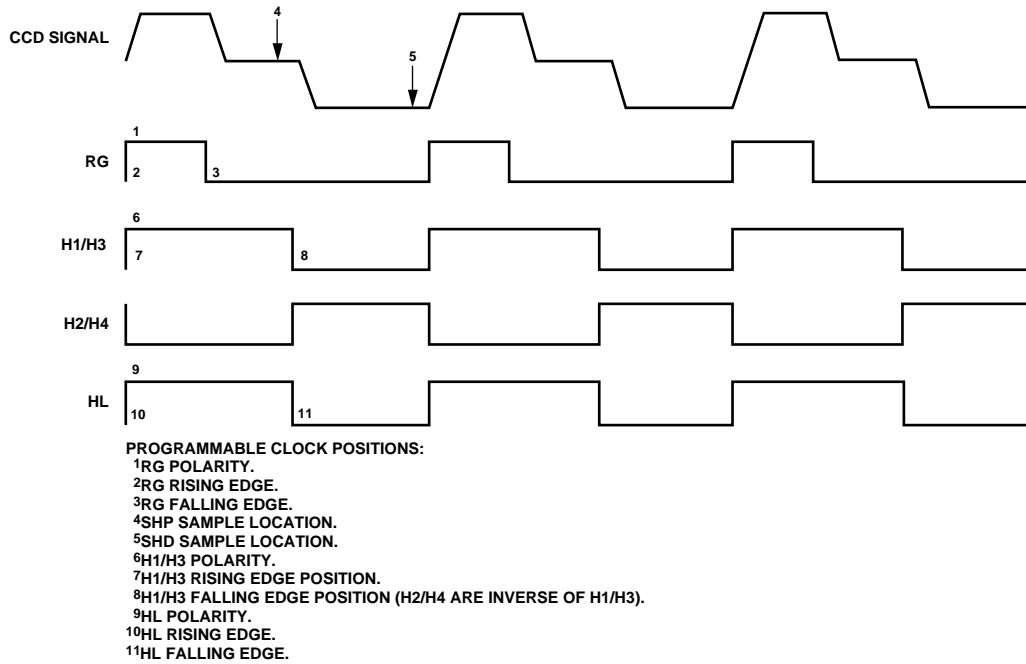 4
CCD SIGNAL
5
1
RG
2
3
6
H1/H3
7
8
H2/H4
9
HL
10
11
PROGRAMMABLE CLOCK POSITIONS:
1RG POLARITY.
2RG RISING EDGE.
3RG FALLING EDGE.
4SHP SAMPLE LOCATION.
5SHD SAMPLE LOCATION.
6H1/H3 POLARITY.
7H1/H3 RISING EDGE POSITION.
8H1/H3 FALLING EDGE POSITION (H2/H4 ARE INVERSE OF H1/H3).
9HL POLARITY.
10HL RISING EDGE.
11HL FALLING EDGE.